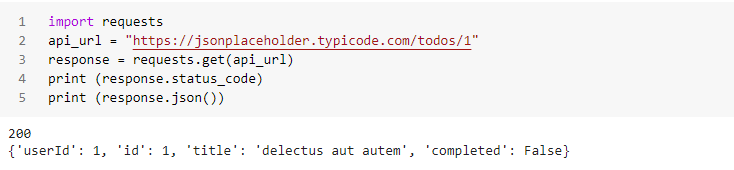 1 import requests
2 api_url = "https://jsonplaceholder.typicode.com/todos/1"
3 response = requests.get(api_url)
4 print (response.status_code)
5 print (response.json())
200
{'userId': 1, 'id': 1, 'title': 'delectus aut autem', 'completed': False}